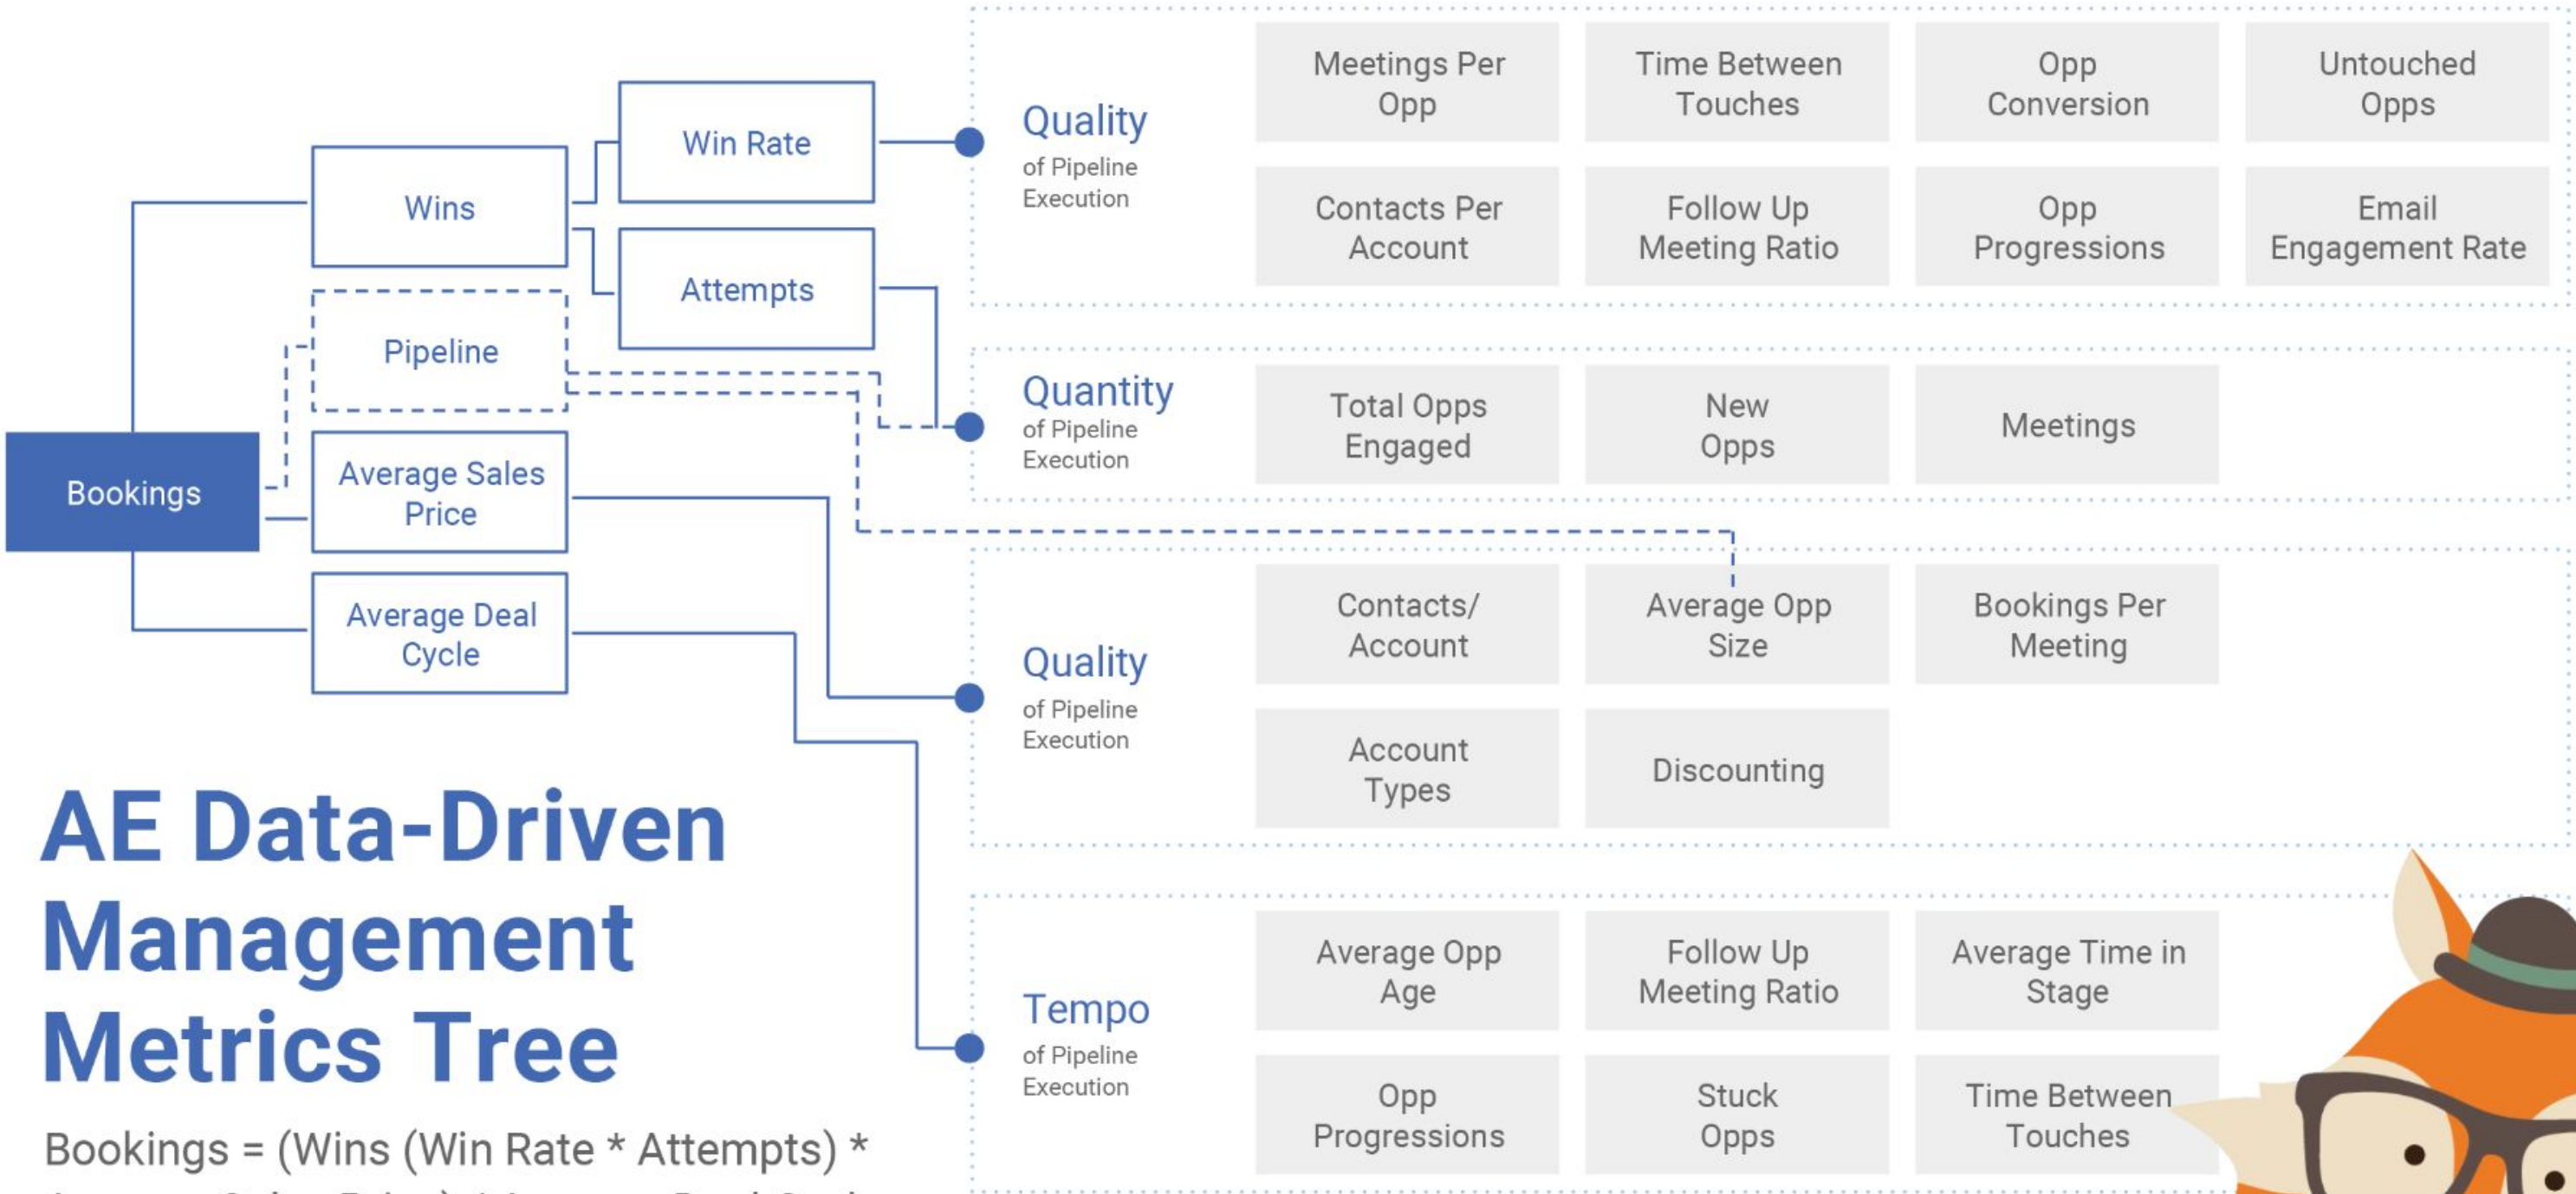 Meetings Per
Opp
Time Between
Touches
Opp
Conversion
Untouched
Opps
Win Rate
Quality
of Pipeline
Execution
Wins
Contacts Per
Account
Follow Up
Meeting Ratio
Opp
Progressions
Email
Engagement Rate
Attempts
Pipeline
Quantity
of Pipeline
Execution
Total Opps
Engaged
New
Opps
Meetings
Bookings
Average Sales
Price
Average Deal
Cycle
Quality
of Pipeline
Execution
Contacts/
Account
Average Opp
Size
Bookings Per
Meeting
Account
Types
Discounting
AE Data-Driven
Management
Metrics Tree
Bookings = (Wins (Win Rate * Attempts) *
Tempo
of Pipeline
Execution
Average Opp
Age
Follow Up
Meeting Ratio
Average Time in
Stage
Opp
Progressions
Stuck
Opps
Time Between
Touches